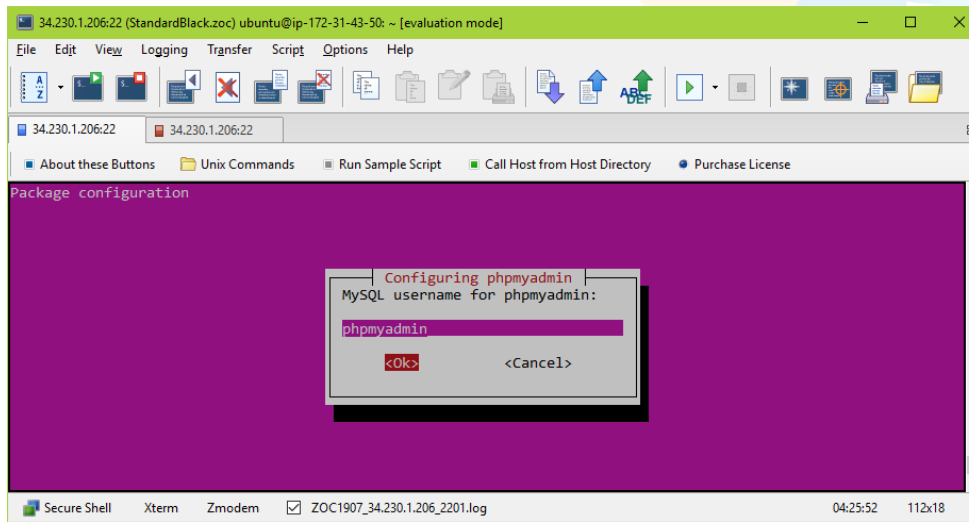 34.230.1.206:22 (StandardBlack.zoc) ubuntu@ip-172-31-43-50: ~ [evaluation mode]
File Edit View Logging Transfer Script Options Help
A Z
ABCDEF
34.230.1.206:22 34.230.1.206:22
About these Buttons Unix Commands Run Sample Script Call Host from Host Directory Purchase License
Package configuration
Configuring phpmyadmin
MySQL username for phpmyadmin:
phpmyadmin
<Ok> <Cancel>
Secure Shell Xterm Zmodem ZOC1907_34.230.1.206_2201.log 04:25:52 112x18